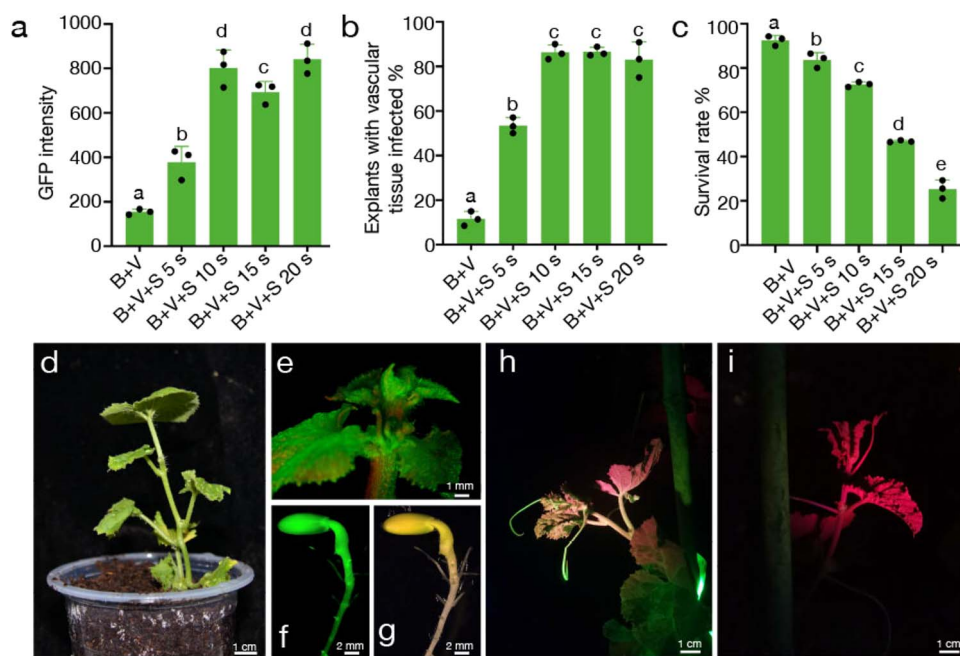 a
GFP intensity
1000
800
600
400
200
0
a
b
d
c
d
B+V
B+V+S 5 s
B+V+S 10 s
B+V+S 15 s
B+V+S 20 s
b
Explants with vascular
tissue infected %
100
80
60
40
20
0
a
b
c
c
c
B+V
B+V+S 5 s
B+V+S 10 s
B+V+S 15 s
B+V+S 20 s
c
Survival rate %
100
80
60
40
20
0
a
b
c
d
e
B+V
B+V+S 5 s
B+V+S 10 s
B+V+S 15 s
B+V+S 20 s
d
1 cm
e
1 mm
f
2 mm
g
2 mm
h
1 cm
i
1 cm